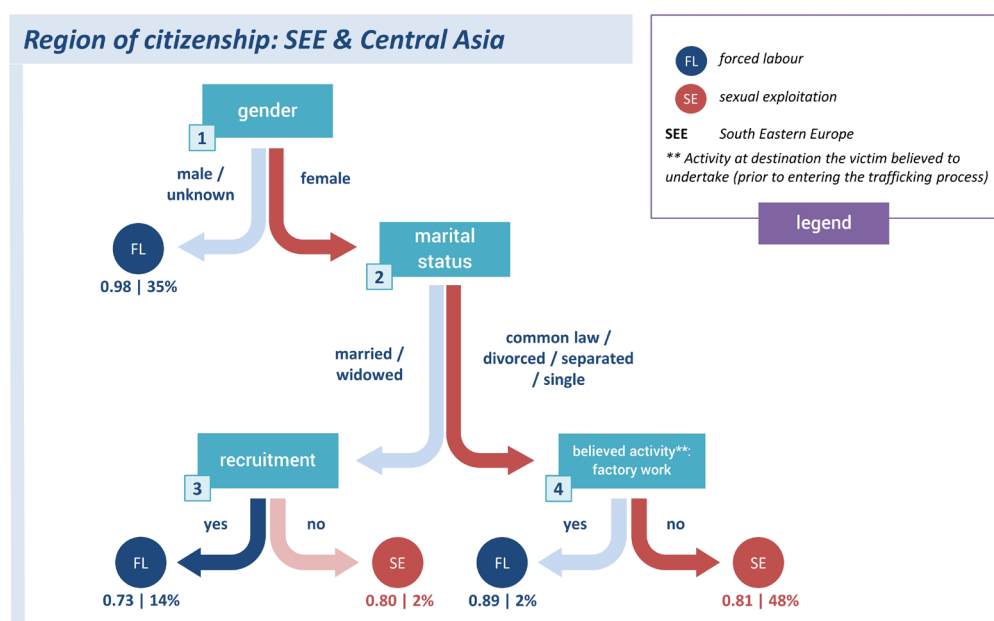 Region of citizenship: SEE & Central Asia
FL
forced labour
SE
sexual exploitation
SEE
South Eastern Europe
** Activity at destination the victim believed to
undertake (prior to entering the trafficking process)
legend
gender
1
male /
unknown
female
FL
0.98 | 35%
marital
status
2
married /
widowed
common law /
divorced / separated
/ single
recruitment
3
yes
no
FL
0.73 | 14%
SE
0.80 | 2%
believed activity**:
factory work
4
yes
no
FL
0.89 | 2%
SE
0.81 | 48%